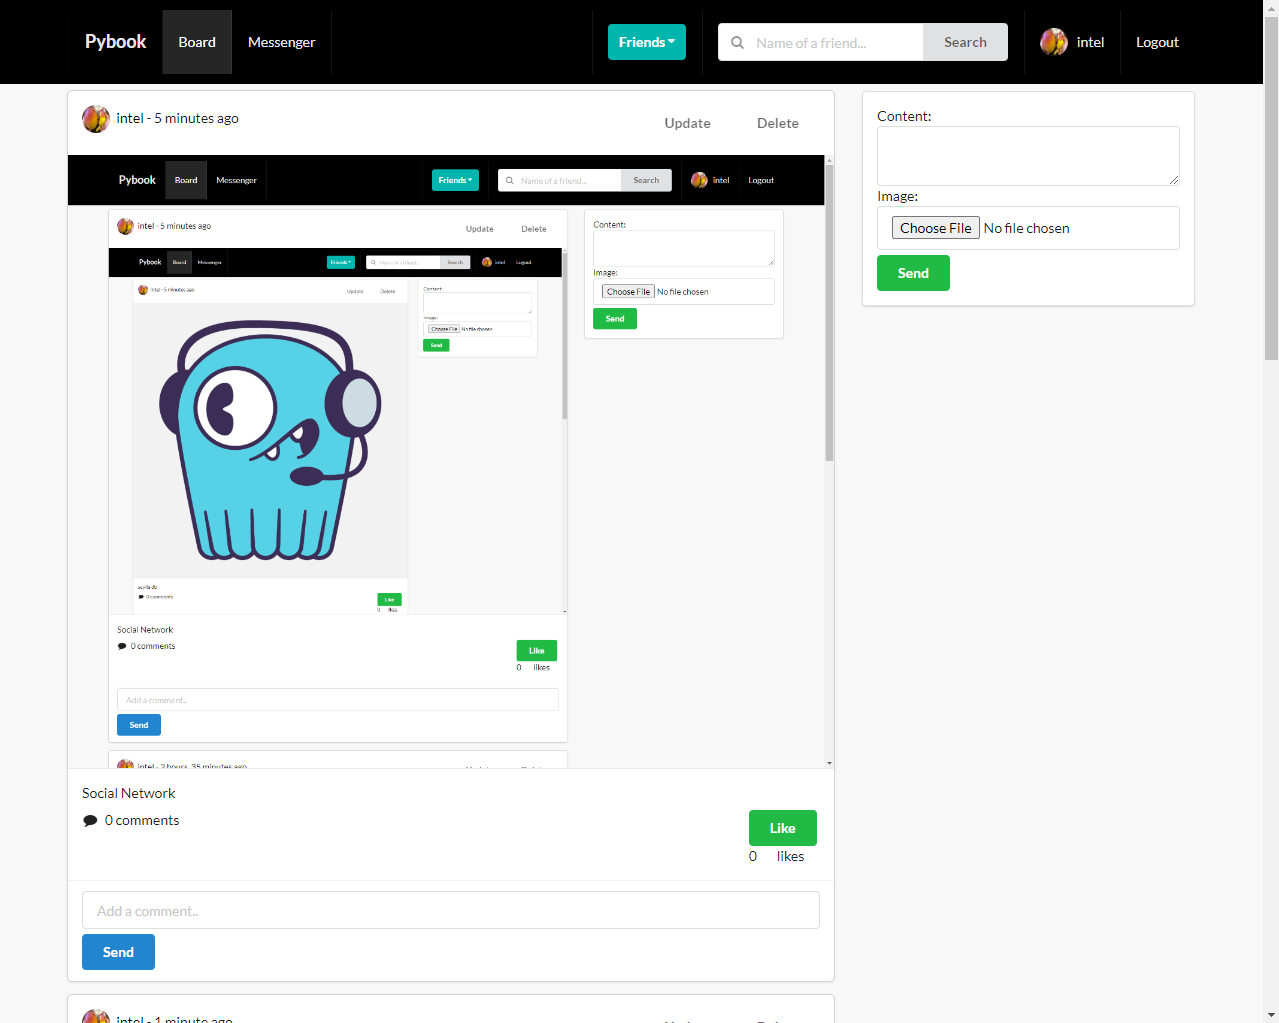 Pybook Board Messenger Friends Name of a friend... Search intel Logout
intel - 5 minutes ago Update Delete
Pybook Board Messenger Friends Name of a friend... Search intel Logout
intel - 5 minutes ago Update Delete
Pybook Board Messenger Friends Name of a friend... Search intel Logout
intel - 5 minutes ago Update Delete
Content:
Image:
Choose File No file chosen
Send
scylla db
0 comments
Like
0 likes
Content:
Image:
Choose File No file chosen
Send
Social Network
0 comments
Like
0 likes
Add a comment..
Send
intel - 2 hours, 35 minutes ago
Social Network
0 comments
Like
0 likes
Add a comment..
Send
intel - 1 minute ago
Content:
Image:
Choose File No file chosen
Send